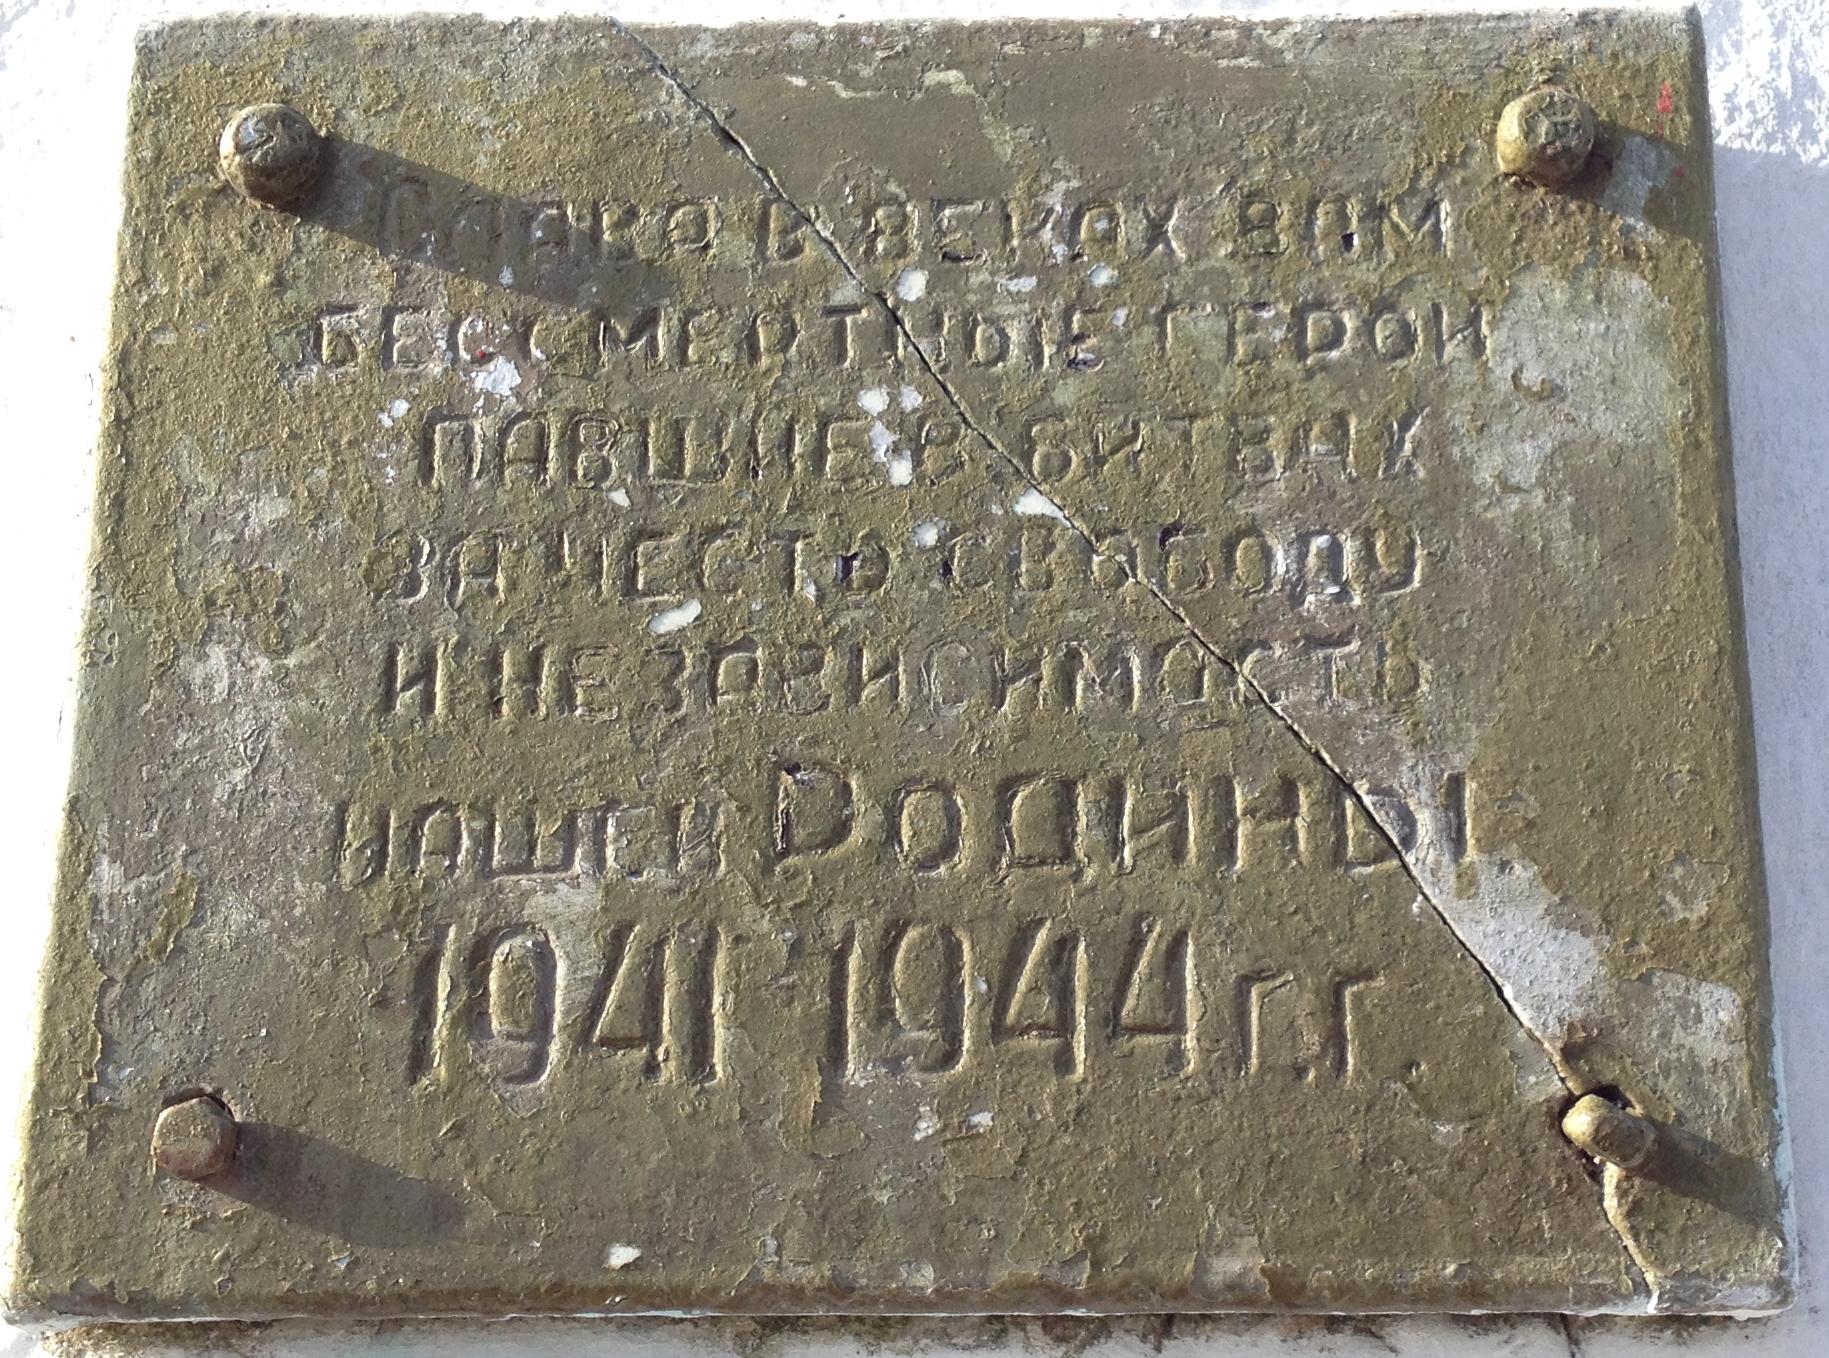 Слава в веках вам
бессмертные герои
павшие в битвах
за честь свободу
и независимость
нашей Родины
1941 1944 г.г